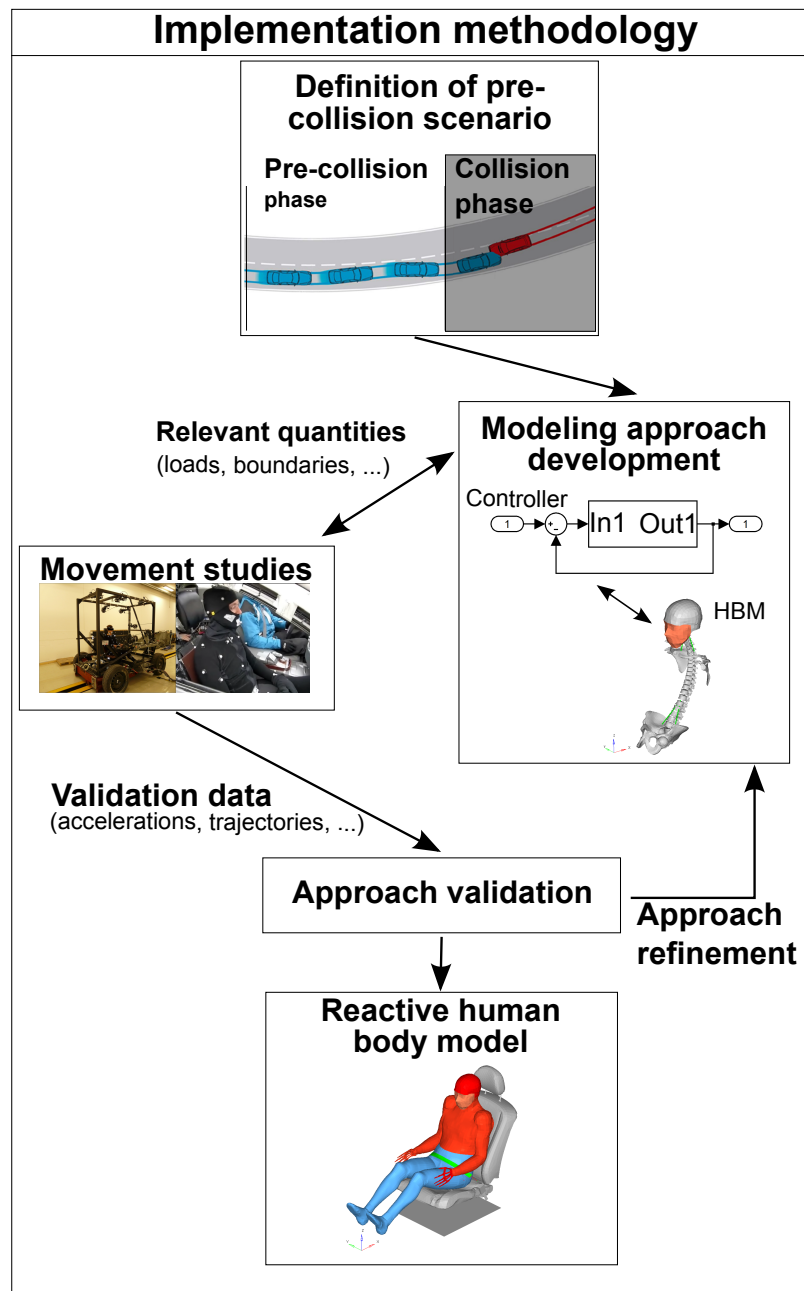 Implementation methodology
Definition of pre-
collision scenario
Pre-collision
phase
Collision
phase
Relevant quantities
(loads, boundaries, ...)
Modeling approach
development
Controller
1
+
−
In1 Out1
1
HBM
Movement studies
Validation data
(accelerations, trajectories, ...)
Approach validation
Approach
refinement
Reactive human
body model